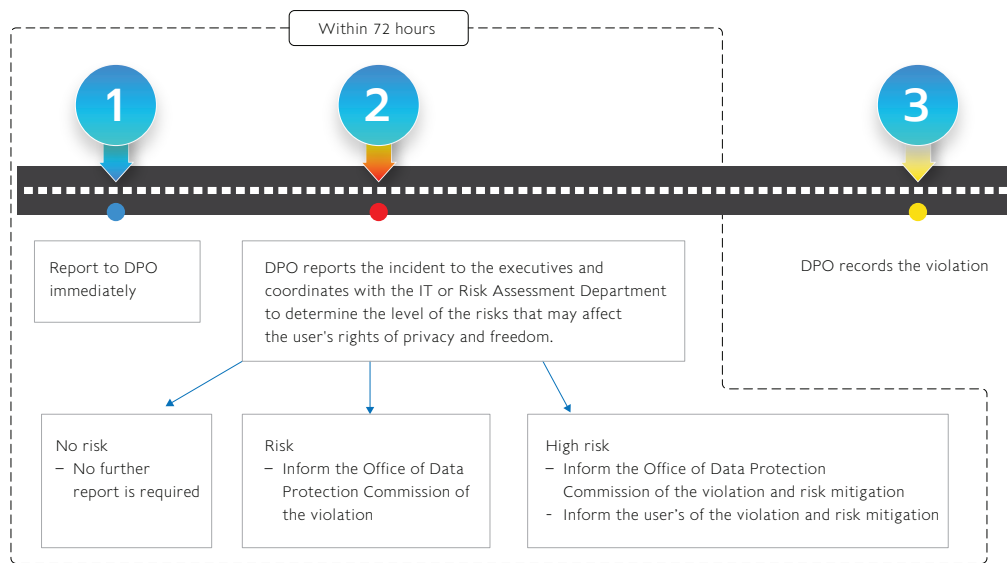 Within 72 hours
1
2
3
Report to DPO
immediately
DPO reports the incident to the executives and
coordinates with the IT or Risk Assessment Department
to determine the level of the risks that may affect
the user's rights of privacy and freedom.
DPO records the violation
No risk
– No further
report is required
Risk
– Inform the Office of Data
Protection Commission of
the violation
High risk
– Inform the Office of Data Protection
Commission of the violation and risk mitigation
- Inform the user's of the violation and risk mitigation